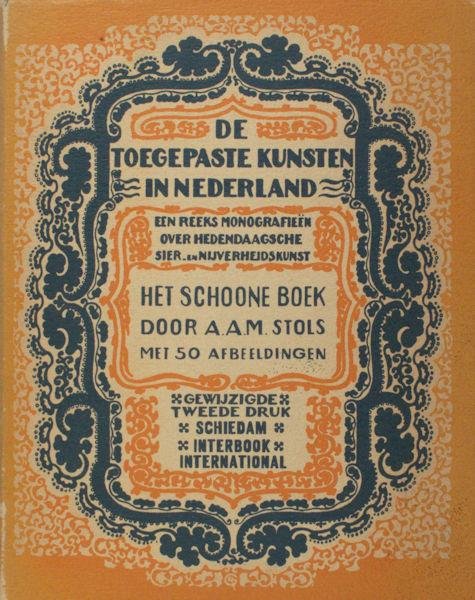 DE
TOEGEPASTE KUNSTEN
IN NEDERLAND
EEN REEKS MONOGRAFIEËN
OVER HEDENDAAGSCHE
SIER- EN NIJVERHEIDSKUNST
HET SCHOONE BOEK
DOOR A.A.M. STOLS
MET 50 AFBEELDINGEN
GEWIJZIGDE
TWEEDE DRUK
SCHIEDAM
INTERBOOK
INTERNATIONAL